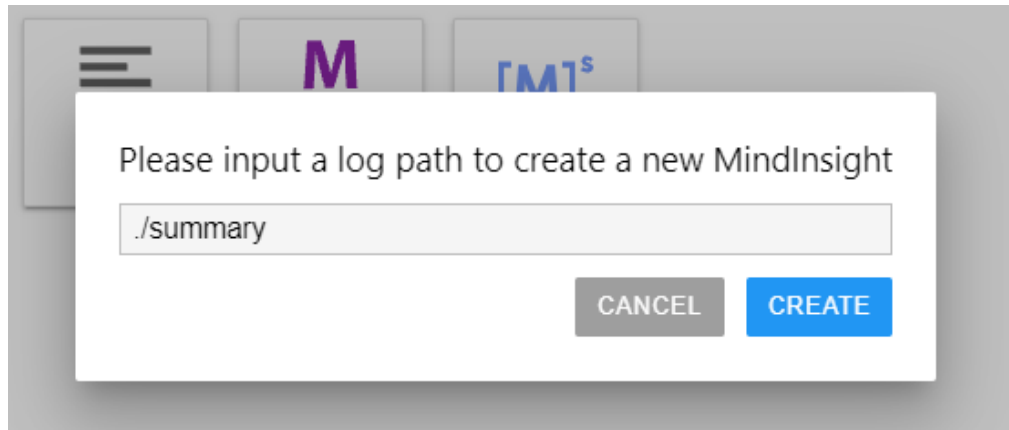 M
[M]s
Please input a log path to create a new MindInsight
./summary
CANCEL CREATE